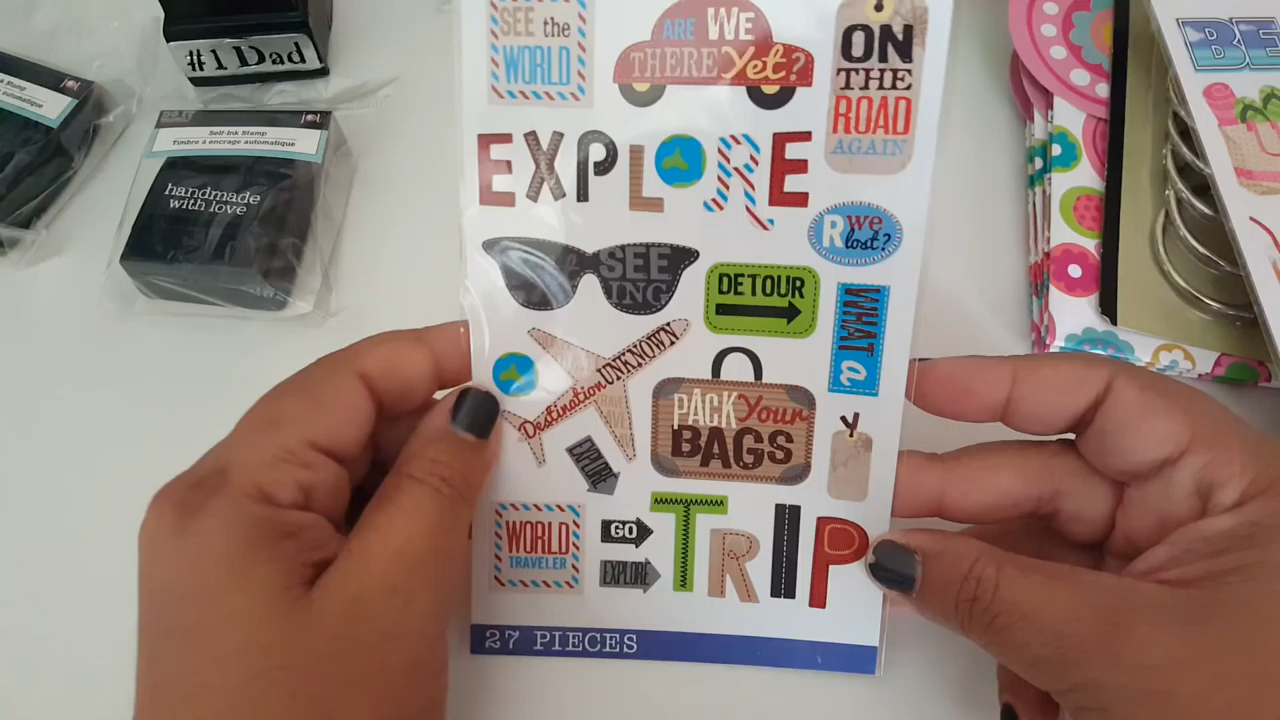 #1 Dad
Self-Ink Stamp
Timbre à encrage automatique
handmade
with love
SEE the
WORLD
ARE WE
THERE Yet?
ON
THE
ROAD
AGAIN
EXPLORE
R we
lost?
SEE
ING
DETOUR
WHAT a
Destination UNKNOWN
PACK Your
BAGS
EXPLORE
WORLD
TRAVELER
GO
EXPLORE
TRIP
27 PIECES
BE